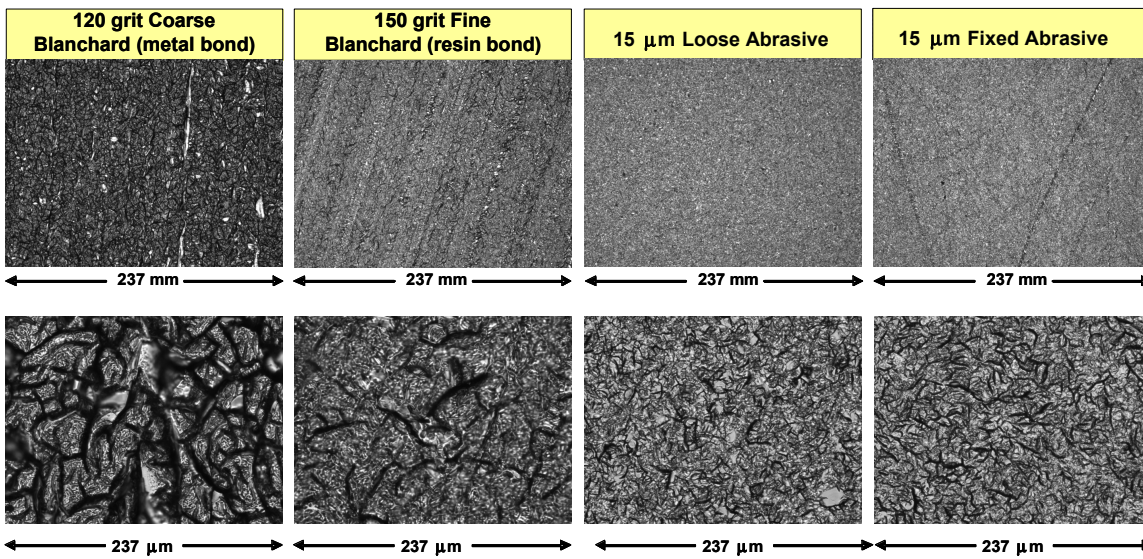 120 grit Coarse
Blanchard (metal bond)
150 grit Fine
Blanchard (resin bond)
15 µm Loose Abrasive
15 µm Fixed Abrasive
237 mm
237 mm
237 mm
237 mm
237 µm
237 µm
237 µm
237 µm